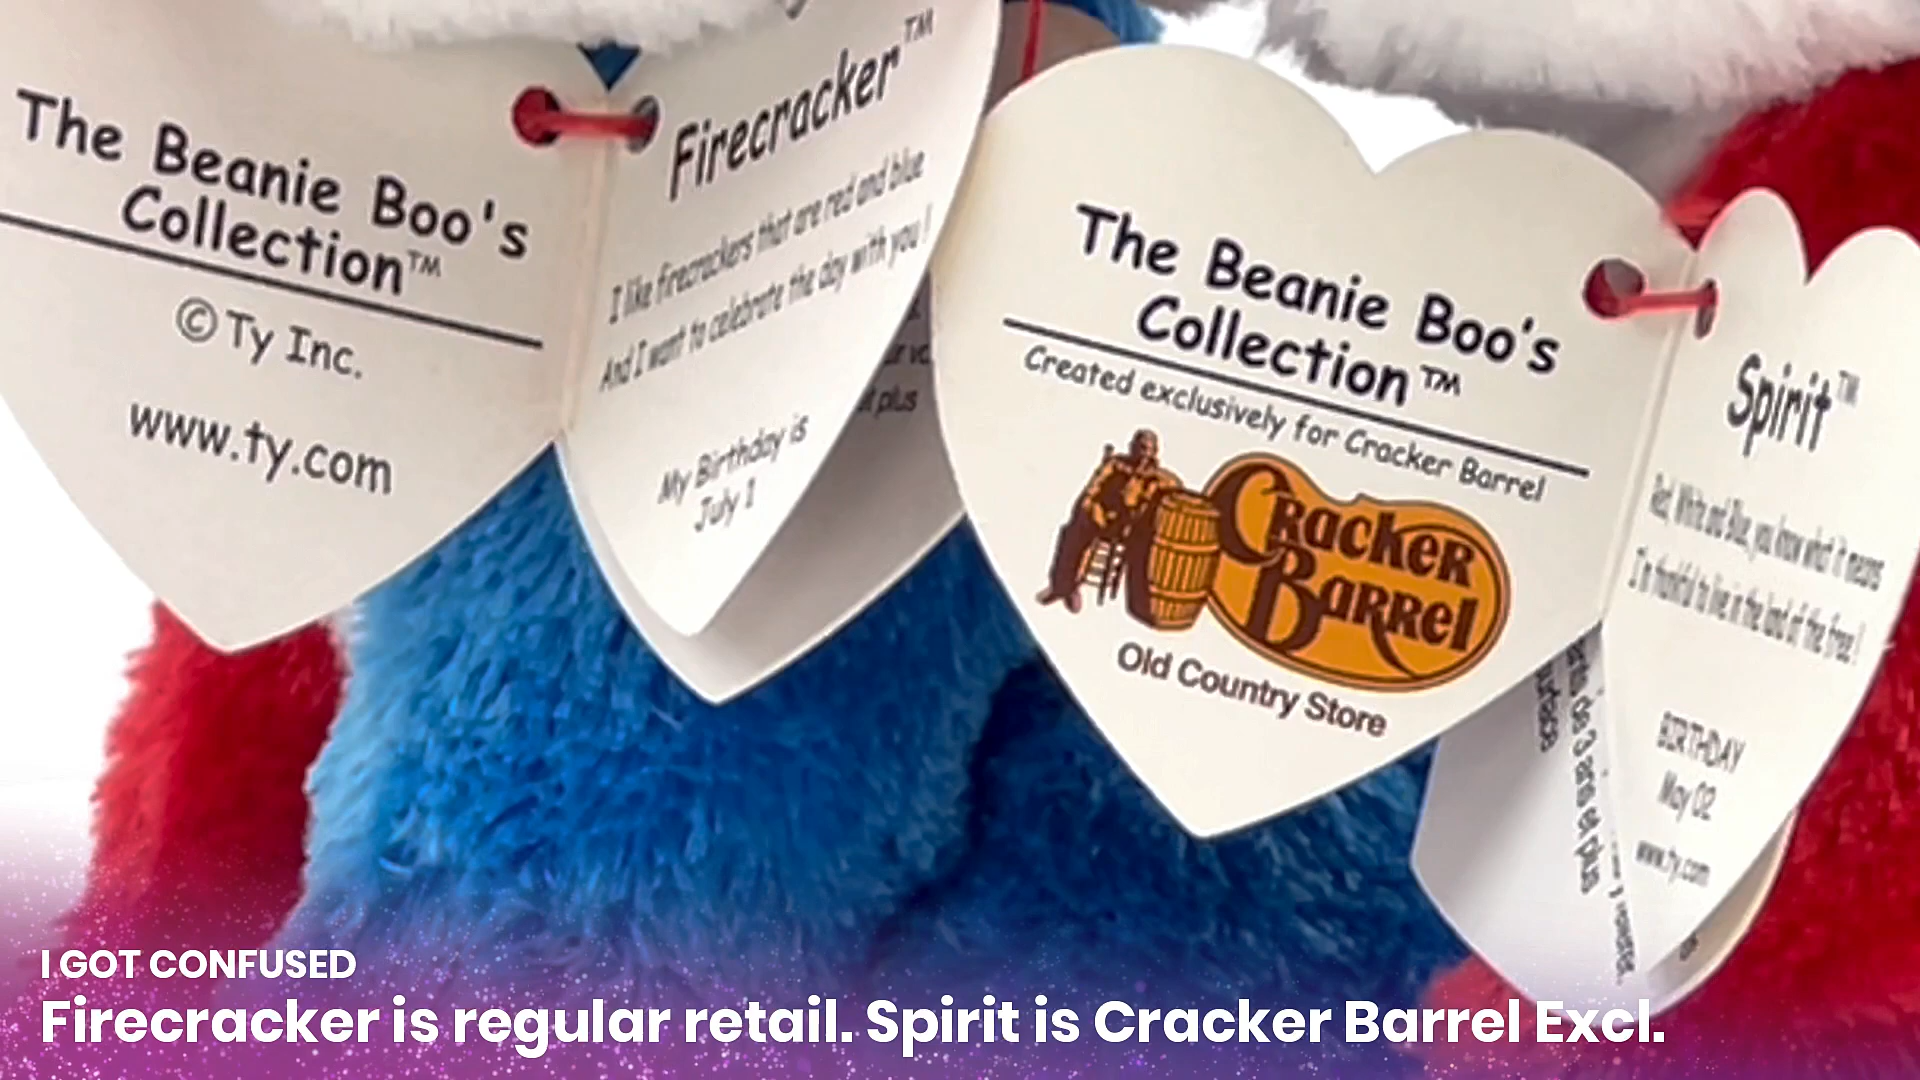 The Beanie Boo's
Collection™
© Ty Inc.
www.ty.com
Firecracker™
I like firecrackers that are red and blue
And I want to celebrate the day with you !
My Birthday is
July 1
plus
The Beanie Boo's
Collection™
Created exclusively for Cracker Barrel
Cracker
Barrel
Old Country Store
Spirit™
Red, White and Blue, you know what it means
I'm thankful to live in the land of the free !
BIRTHDAY
May 02
www.ty.com
ans et plus
I GOT CONFUSED
Firecracker is regular retail. Spirit is Cracker Barrel Excl.